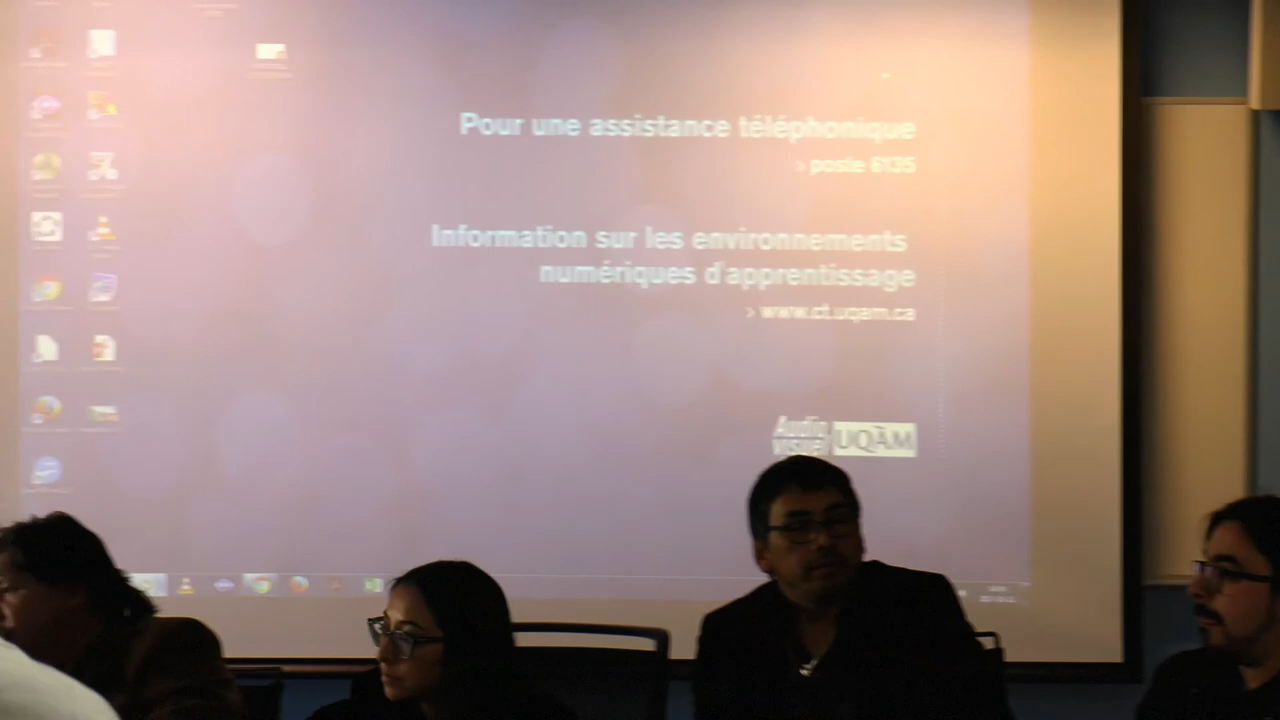 Pour une assistance téléphonique
› poste 6135
Information sur les environnements
numériques d'apprentissage
› www.ct.uqam.ca
Audio
visuel
UQÀM